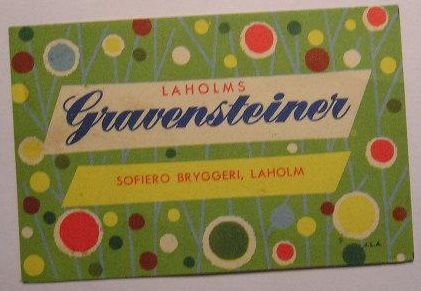 LAHOLMS
Gravensteiner
SOFIERO BRYGGERI, LAHOLM
J.L.A.